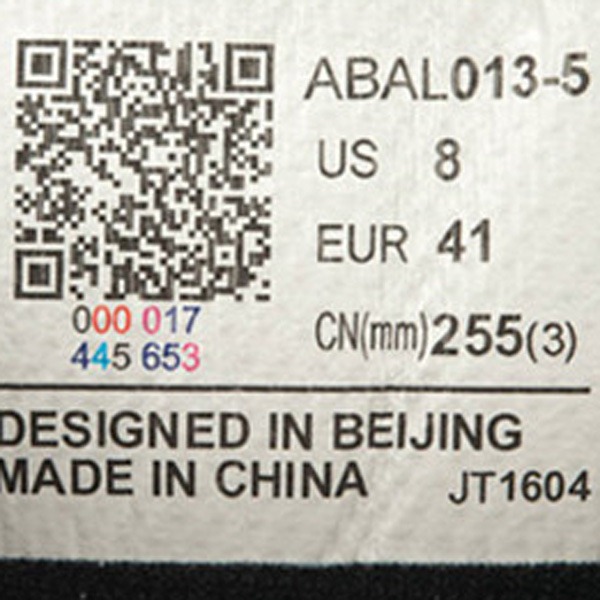 ABAL013-5
US 8
EUR 41
CN(mm)255(3)
000 017
445 653
DESIGNED IN BEIJING
MADE IN CHINA JT1604